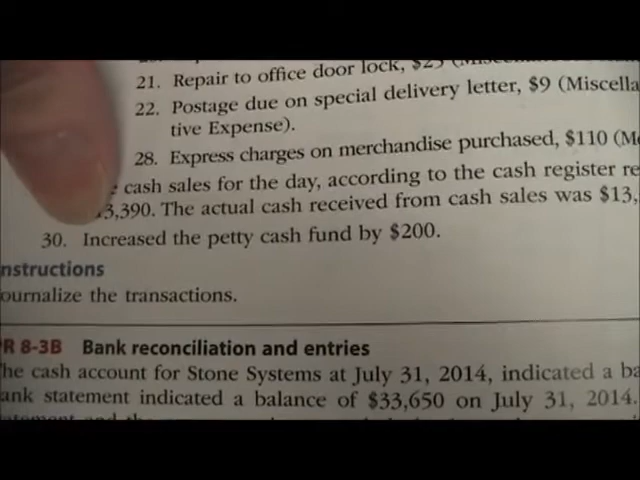 21. Repair to office door lock, $25
22. Postage due on special delivery letter, $9 (Miscella
tive Expense).
28. Express charges on merchandise purchased, $110 (M
cash sales for the day, according to the cash register re
3,390. The actual cash received from cash sales was $13,
30. Increased the petty cash fund by $200.
nstructions
ournalize the transactions.
R 8-3B Bank reconciliation and entries
he cash account for Stone Systems at July 31, 2014, indicated a ba
ank statement indicated a balance of $33,650 on July 31, 2014.